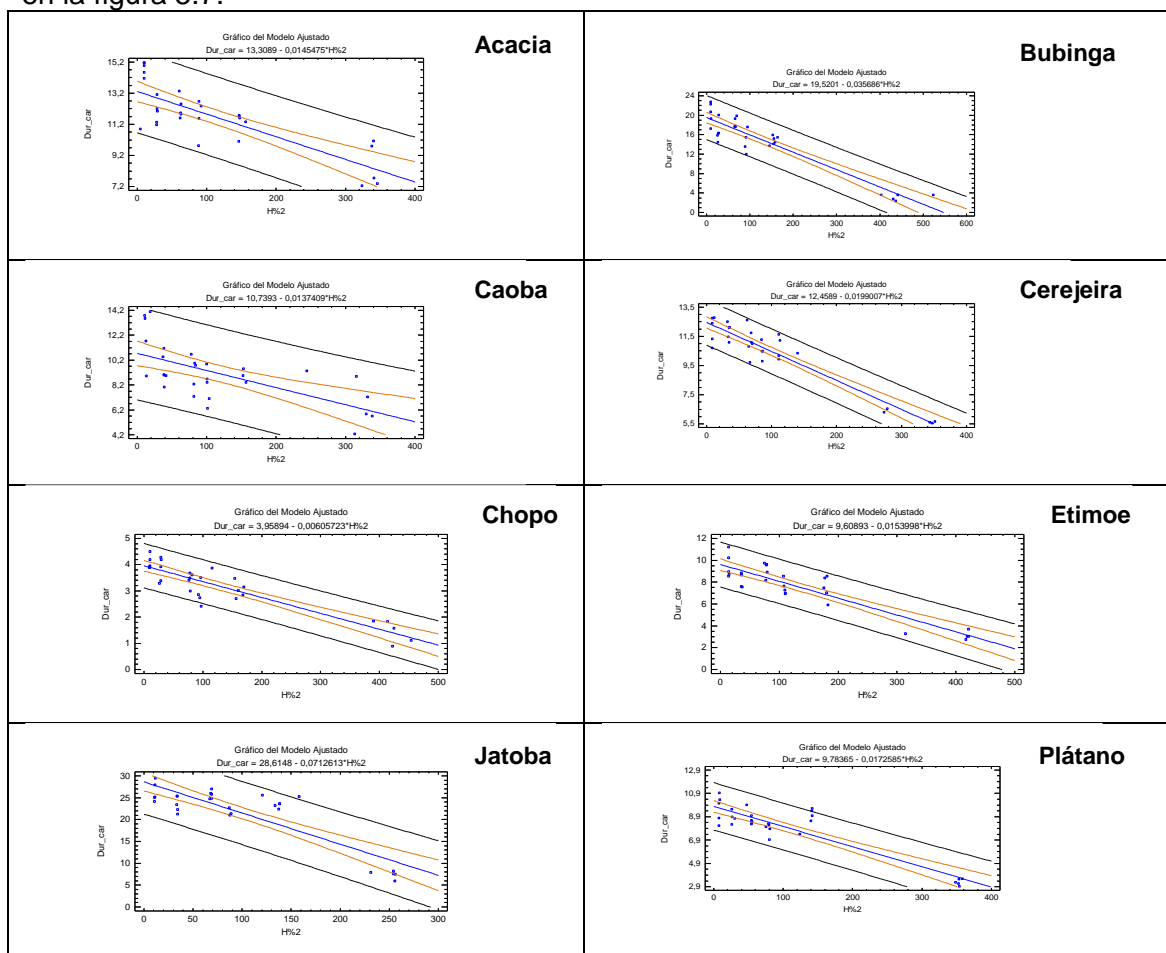 en la figura 3.7.
Gráfico del Modelo Ajustado
Dur_car = 13,3089 - 0,0145475*H%2
Acacia
15,2
13,2
11,2
9,2
7,2
Dur_car
0 100 200 300 400
H%2
Bubinga
Gráfico del Modelo Ajustado
Dur_car = 19,5201 - 0,035686*H%2
24
20
16
12
8
4
0
Dur_car
0 100 200 300 400 500 600
H%2
Gráfico del Modelo Ajustado
Dur_car = 10,7393 - 0,0137409*H%2
Caoba
14,2
12,2
10,2
8,2
6,2
4,2
Dur_car
0 100 200 300 400
H%2
Gráfico del Modelo Ajustado
Dur_car = 12,4589 - 0,0199007*H%2
Cerejeira
13,5
11,5
9,5
7,5
5,5
Dur_car
0 100 200 300 400
H%2
Gráfico del Modelo Ajustado
Dur_car = 3,95894 - 0,00605723*H%2
Chopo
5
4
3
2
1
0
Dur_car
0 100 200 300 400 500
H%2
Gráfico del Modelo Ajustado
Dur_car = 9,60893 - 0,0153998*H%2
Etimoe
12
10
8
6
4
2
0
Dur_car
0 100 200 300 400 500
H%2
Gráfico del Modelo Ajustado
Dur_car = 28,6148 - 0,0712613*H%2
Jatoba
30
25
20
15
10
5
0
Dur_car
0 50 100 150 200 250 300
H%2
Gráfico del Modelo Ajustado
Dur_car = 9,78365 - 0,0172585*H%2
Plátano
12,9
10,9
8,9
6,9
4,9
2,9
Dur_car
0 100 200 300 400
H%2